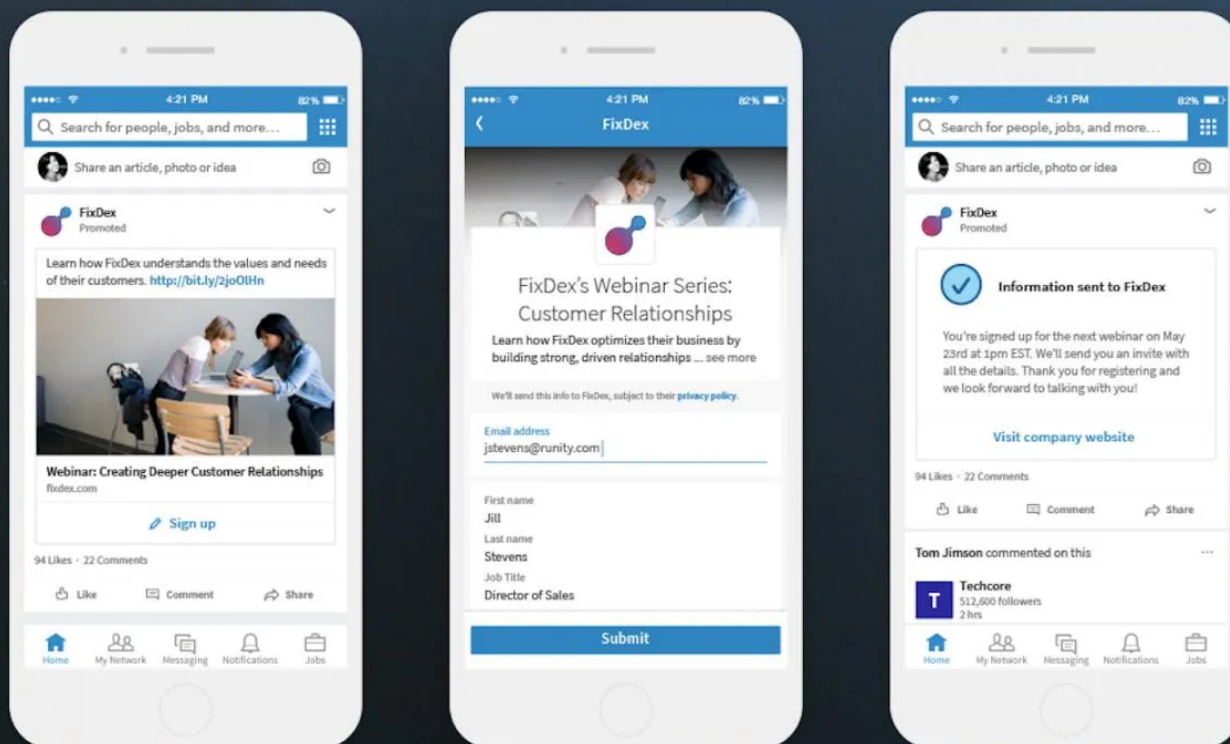 4:21 PM
82%
Search for people, jobs, and more...
Share an article, photo or idea
FixDex
Promoted
Learn how FixDex understands the values and needs
of their customers. http://bit.ly/2joOlHn
Webinar: Creating Deeper Customer Relationships
fixdex.com
Sign up
94 Likes · 22 Comments
Like
Comment
Share
Home
My Network
Messaging
Notifications
Jobs
4:21 PM
82%
FixDex
FixDex's Webinar Series:
Customer Relationships
Learn how FixDex optimizes their business by
building strong, driven relationships ... see more
We'll send this info to FixDex, subject to their privacy policy.
Email address
jstevens@runity.com
First name
Jill
Last name
Stevens
Job Title
Director of Sales
Submit
4:21 PM
82%
Search for people, jobs, and more...
Share an article, photo or idea
FixDex
Promoted
Information sent to FixDex
You're signed up for the next webinar on May
23rd at 1pm EST. We'll send you an invite with
all the details. Thank you for registering and
we look forward to talking with you!
Visit company website
94 Likes · 22 Comments
Like
Comment
Share
Tom Jimson commented on this
T
Techcore
512,600 followers
2 hrs
Home
My Network
Messaging
Notifications
Jobs